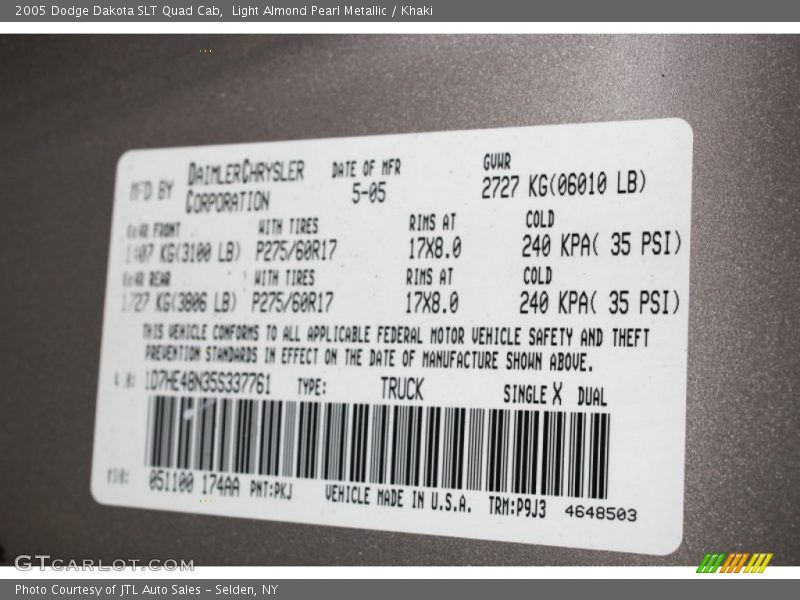 2005 Dodge Dakota SLT Quad Cab,  Light Almond Pearl Metallic / Khaki
MFD BY DAIMLERCHRYSLER CORPORATION DATE OF MFR 5-05 GVWR 2727 KG(06010 LB)
GAWR FRONT WITH TIRES RIMS AT COLD
1407 KG(3100 LB) P275/60R17 17X8.0 240 KPA( 35 PSI)
GAWR REAR WITH TIRES RIMS AT COLD
1727 KG(3806 LB) P275/60R17 17X8.0 240 KPA( 35 PSI)
THIS VEHICLE CONFORMS TO ALL APPLICABLE FEDERAL MOTOR VEHICLE SAFETY AND THEFT
PREVENTION STANDARDS IN EFFECT ON THE DATE OF MANUFACTURE SHOWN ABOVE.
1D7HE48N35S337761 TYPE: TRUCK SINGLE X DUAL
051100 174AA PNT:PKJ VEHICLE MADE IN U.S.A. TRM:P9J3 4648503
GTCARLOT.COM
Photo Courtesy of JTL Auto Sales - Selden, NY